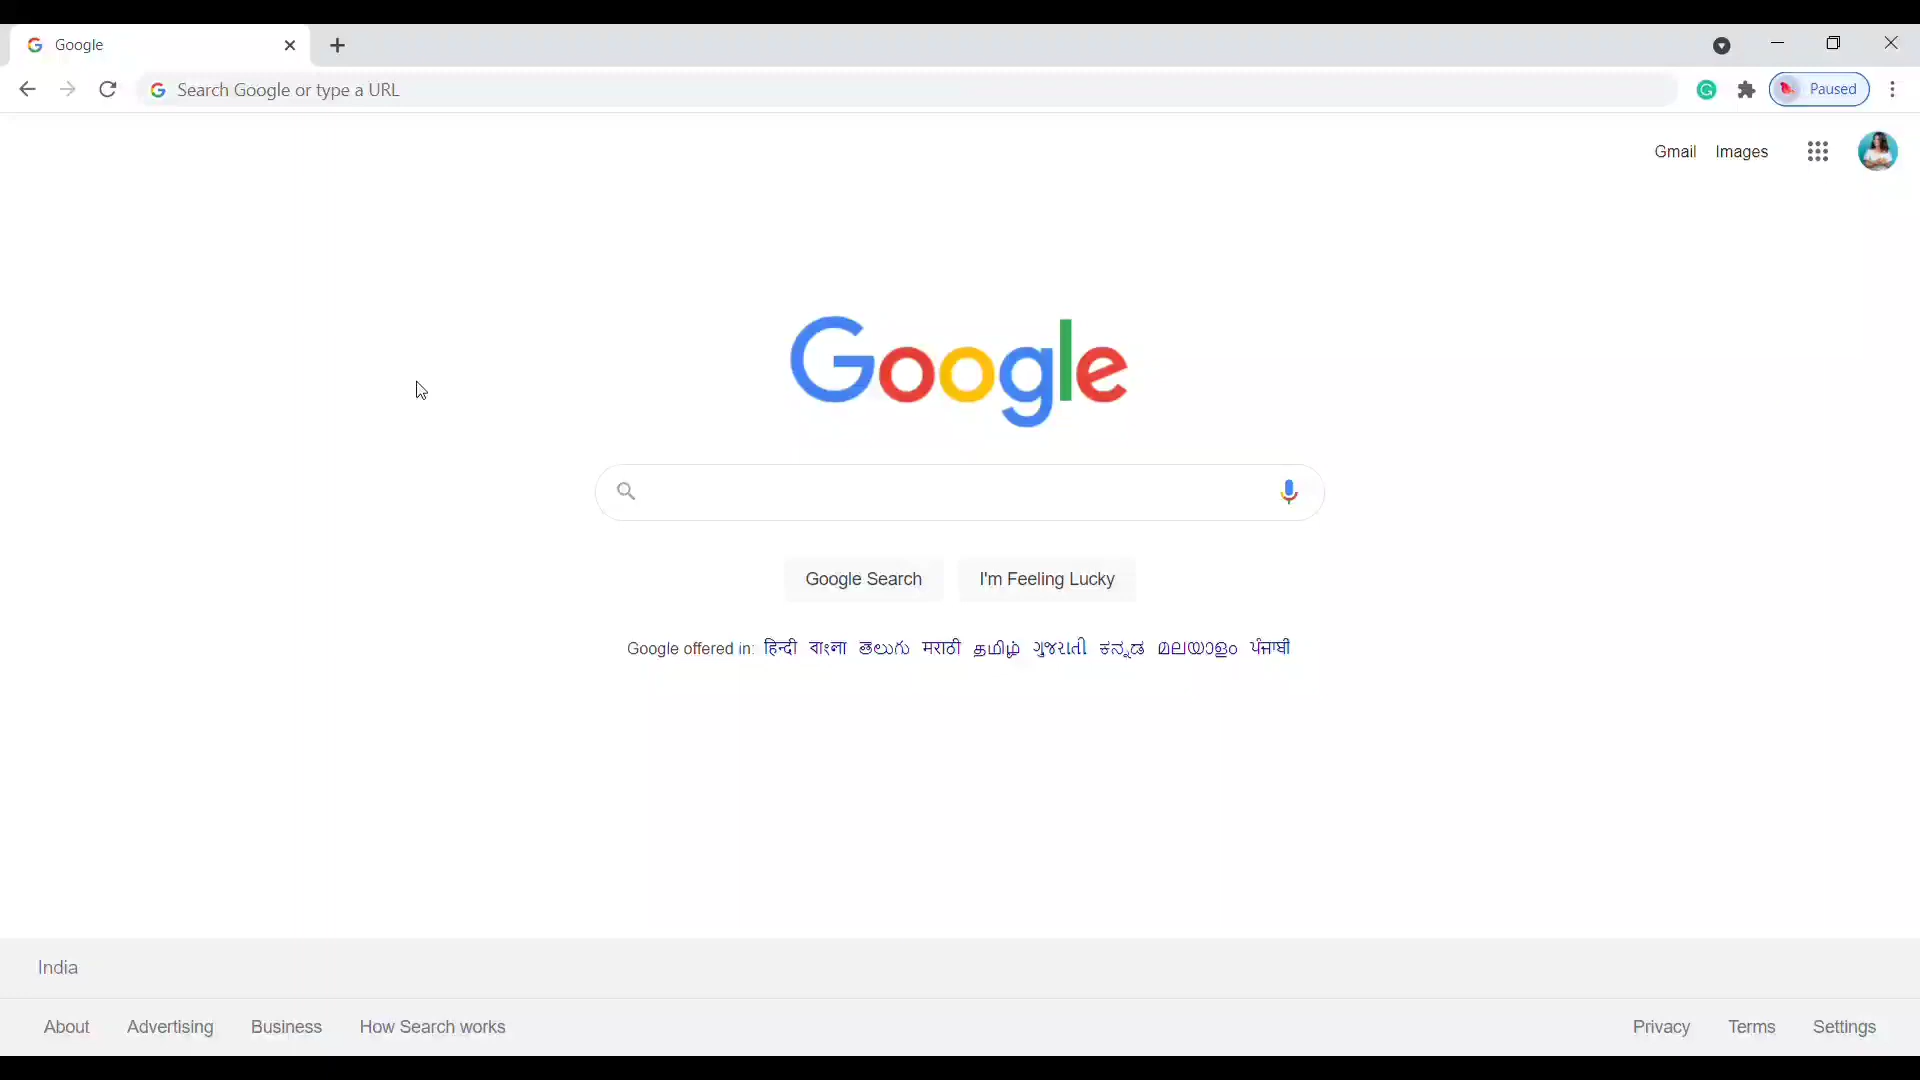 Google
Search Google or type a URL
Paused
Gmail Images
Google
Google Search I'm Feeling Lucky
Google offered in: हिन्दी বাংলা తెలుగు मराठी தமிழ் ગુજરાતી ಕನ್ನಡ മലയാളം ਪੰਜਾਬੀ
India
About Advertising Business How Search works Privacy Terms Settings